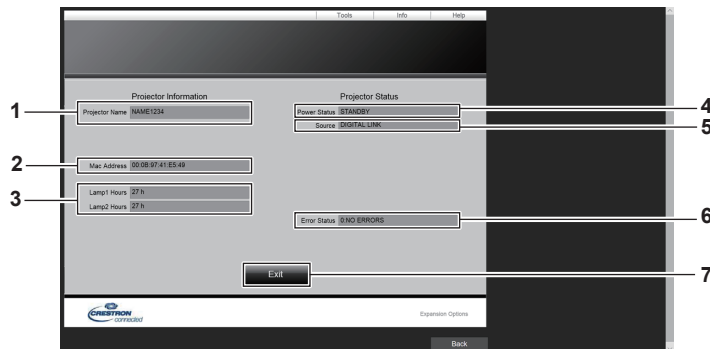 Tools Info Help
Projector Information
Projector Status
1
Projector Name NAME1234
Power Status STANDBY
4
Source DIGITAL LINK
5
2
Mac Address 00:0B:97:41:E5:49
3
Lamp1 Hours 27 h
Lamp2 Hours 27 h
Error Status 0:NO ERRORS
6
Exit
7
CRESTRON
connected
Expansion Options
Back